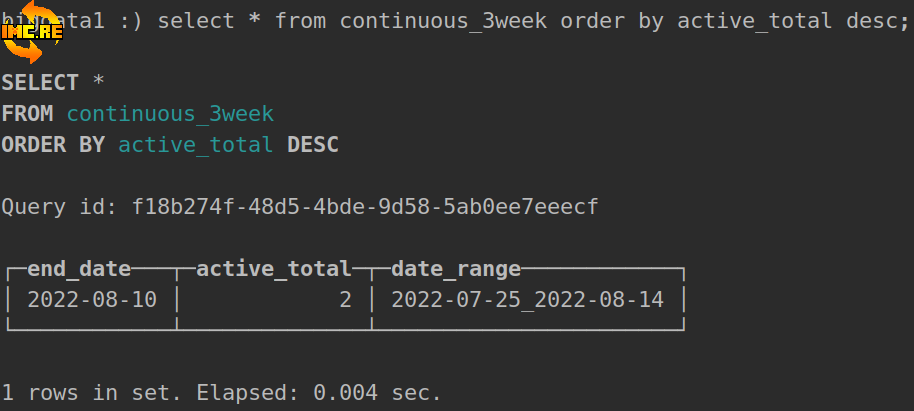 bigdata1 :) select * from continuous_3week order by active_total desc;
IMC.RE
SELECT *
FROM continuous_3week
ORDER BY active_total DESC
Query id: f18b274f-48d5-4bde-9d58-5ab0ee7eeecf
end_date active_total date_range
2022-08-10 2 2022-07-25_2022-08-14
1 rows in set. Elapsed: 0.004 sec.